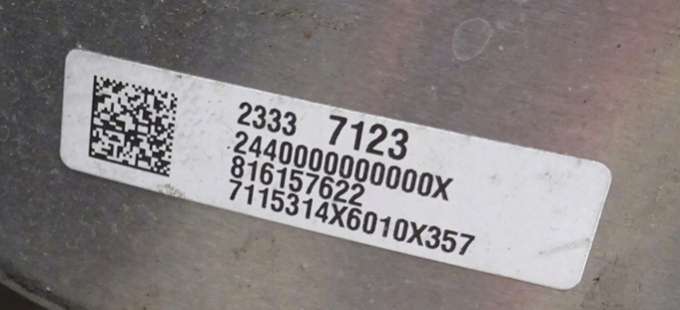 2333 7123
2440000000000X
816157622
7115314X6010X357